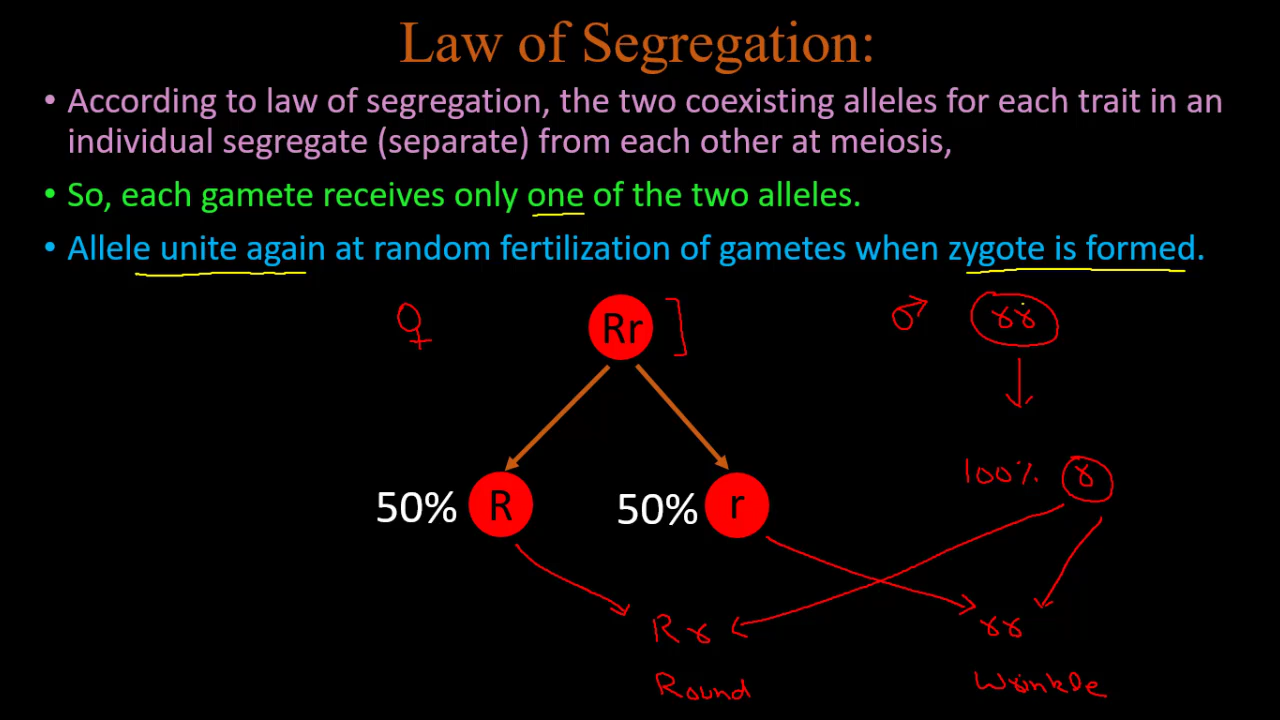 Law of Segregation:
• According to law of segregation, the two coexisting alleles for each trait in an
individual segregate (separate) from each other at meiosis,
• So, each gamete receives only one of the two alleles.
• Allele unite again at random fertilization of gametes when zygote is formed.
♀ Rr ♂ rr
100% r
50% R 50% r
Rr rr
Round Wrinkle